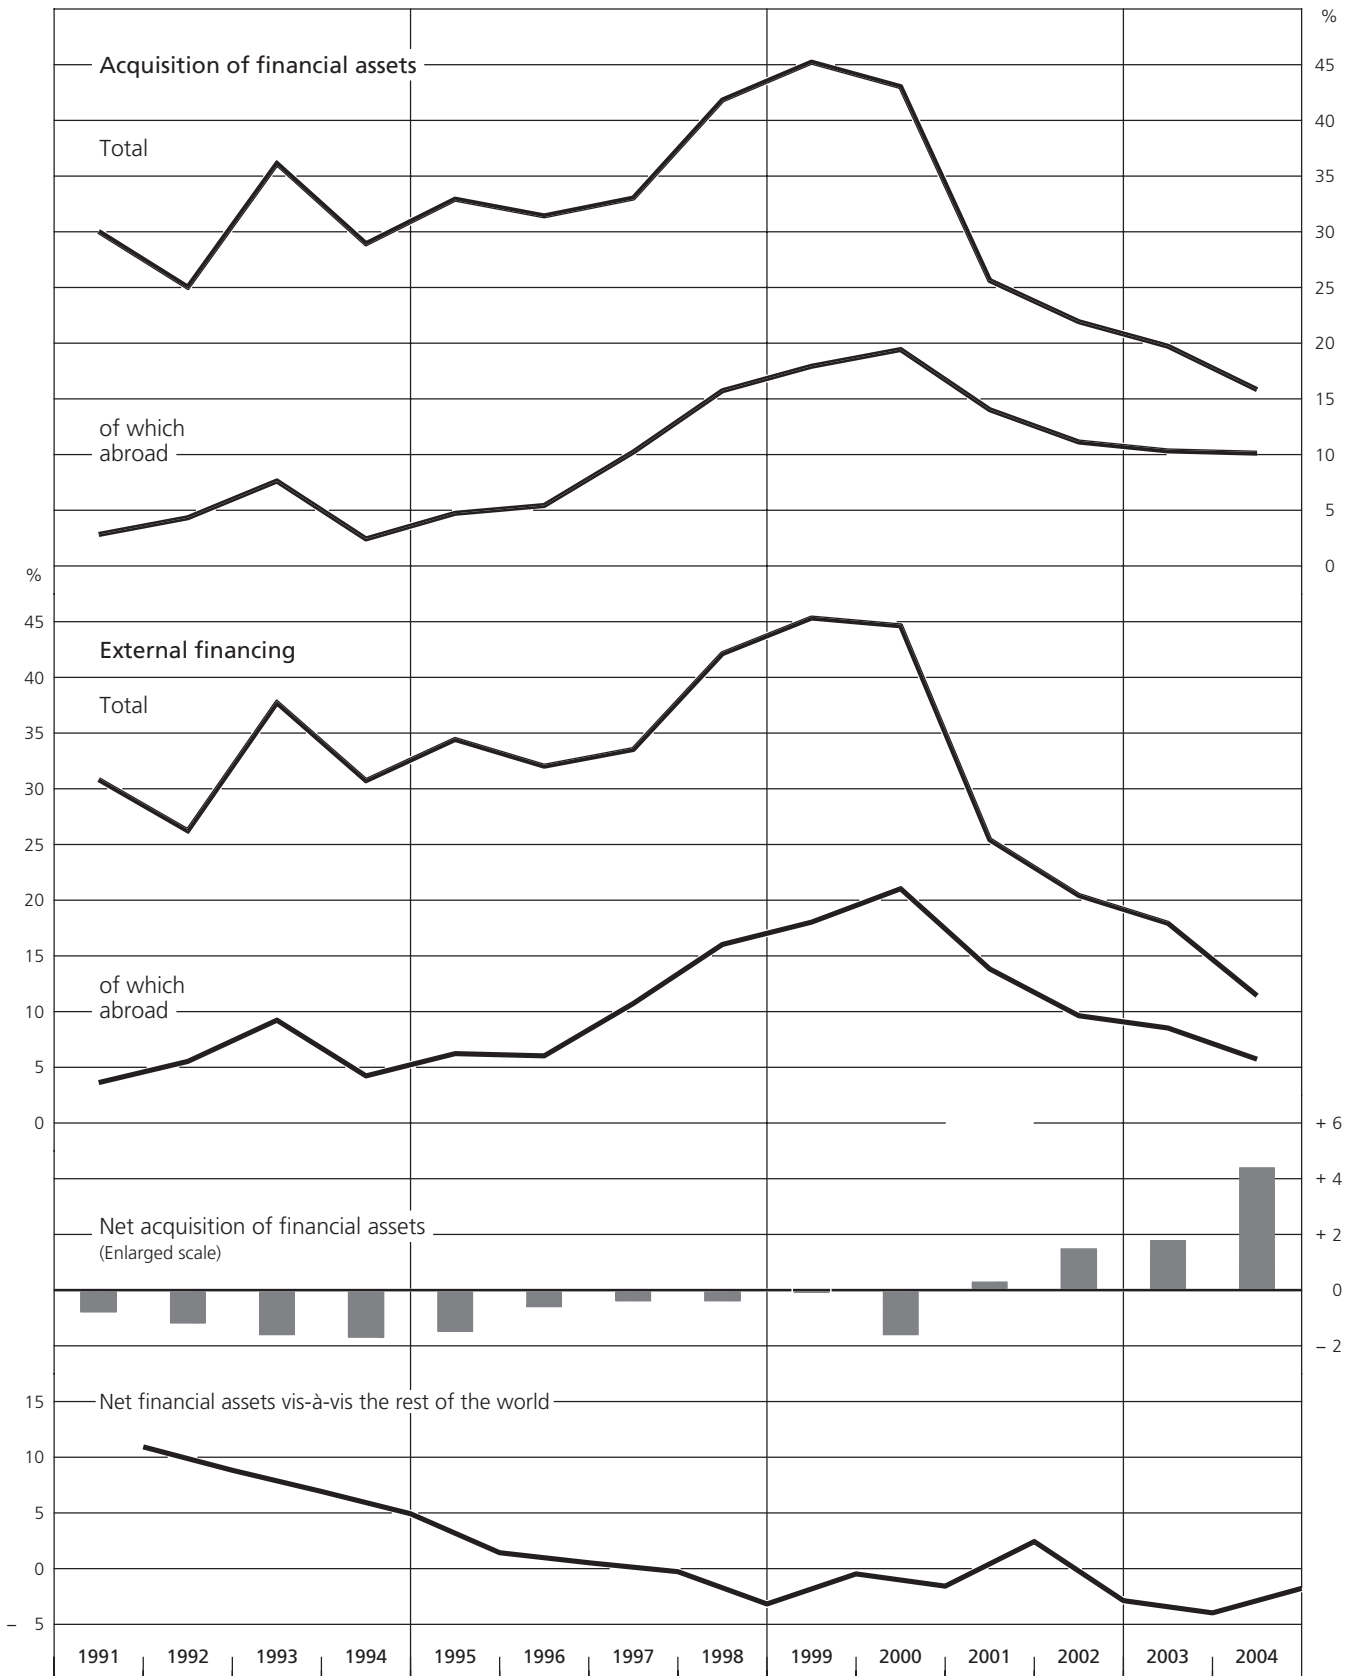 %
Acquisition of financial assets
45
40
Total
35
30
25
20
15
of which
abroad
10
5
0
%
45
External financing
40
Total
35
30
25
20
15
of which
abroad
10
5
0
+ 6
+ 4
Net acquisition of financial assets
(Enlarged scale)
+ 2
0
– 2
15
Net financial assets vis-à-vis the rest of the world
10
5
0
– 5
1991 1992 1993 1994 1995 1996 1997 1998 1999 2000 2001 2002 2003 2004